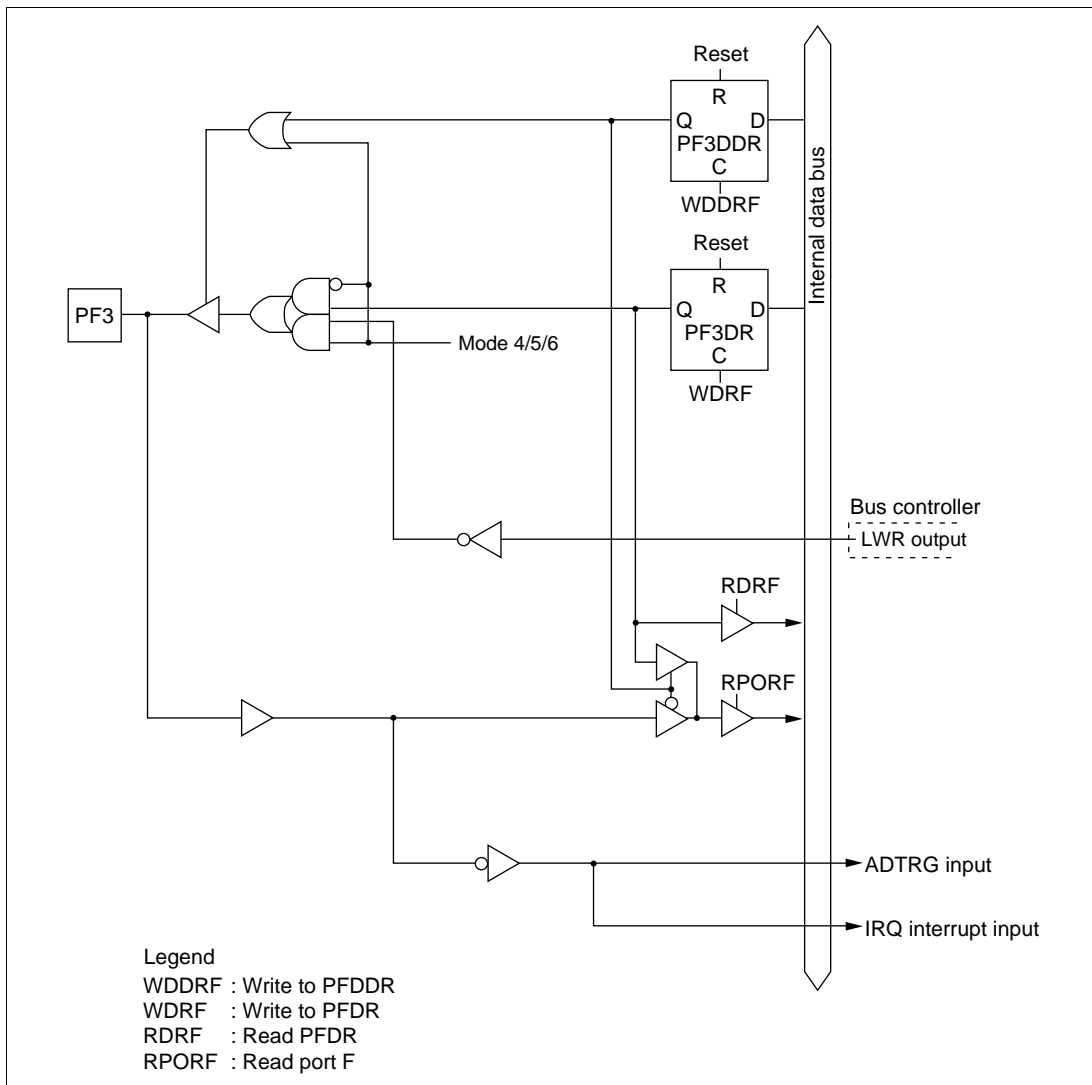 Reset
R
Q D
PF3DDR
C
WDDRF
Internal data bus
Reset
R
Q D
PF3DR
C
WDRF
PF3
Mode 4/5/6
Bus controller
LWR output
RDRF
RPORF
ADTRG input
IRQ interrupt input
Legend
WDDRF : Write to PFDDR
WDRF : Write to PFDR
RDRF : Read PFDR
RPORF : Read port F